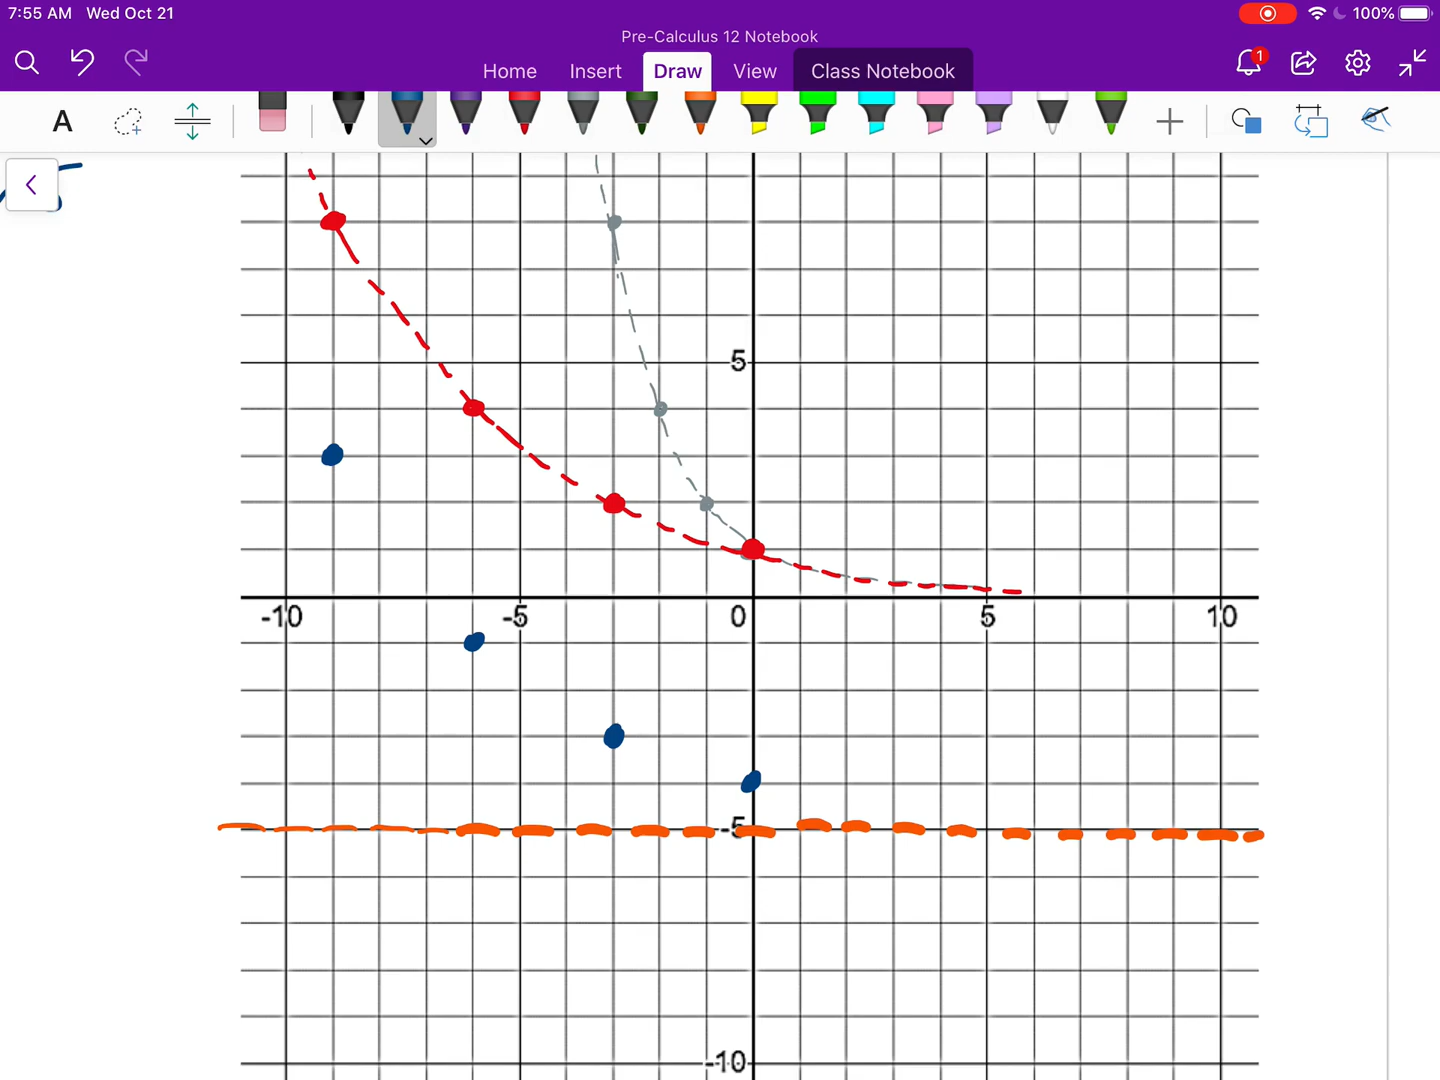 7:55 AM Wed Oct 21
100%
Pre-Calculus 12 Notebook
Home Insert Draw View Class Notebook
1
A
5
-10 -5 0 5 10
-5
-10